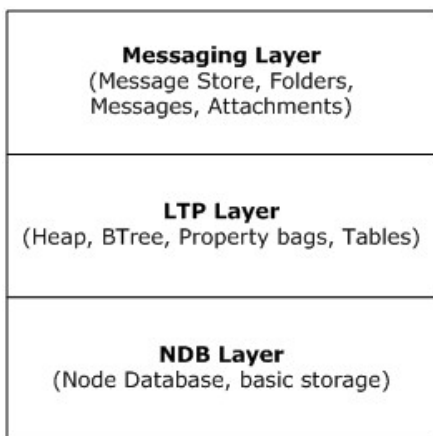 Messaging Layer
(Message Store, Folders,
Messages, Attachments)
LTP Layer
(Heap, BTree, Property bags, Tables)
NDB Layer
(Node Database, basic storage)